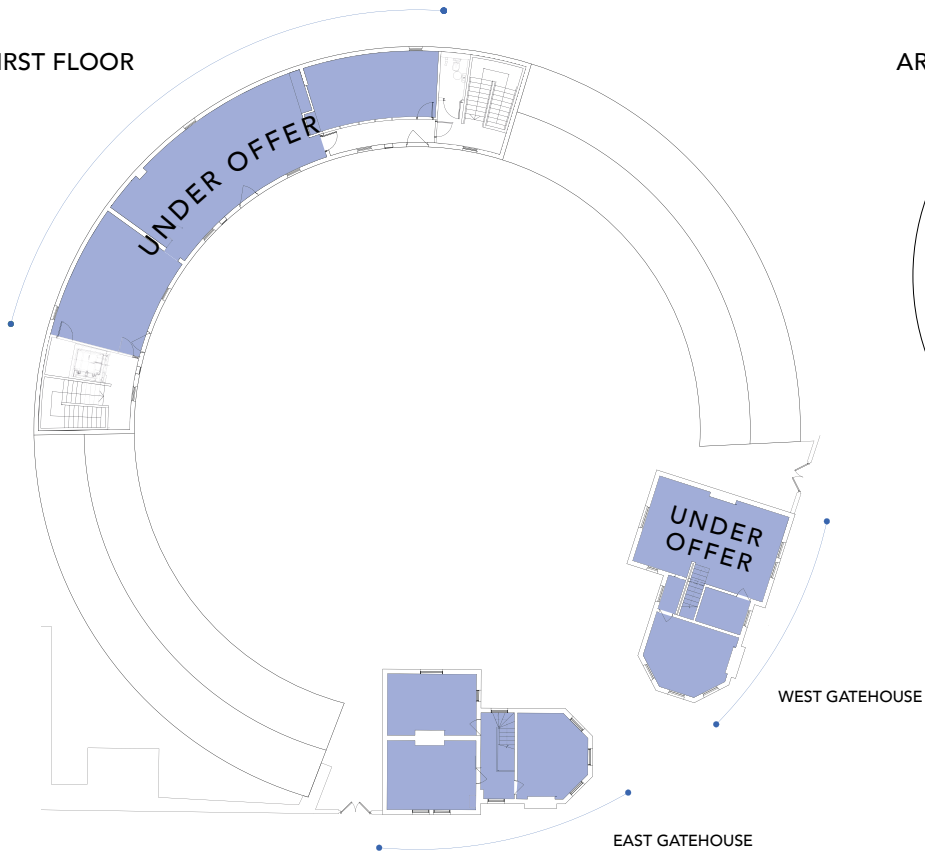 IRST FLOOR
AR
UNDER OFFER
UNDER
OFFER
WEST GATEHOUSE
EAST GATEHOUSE